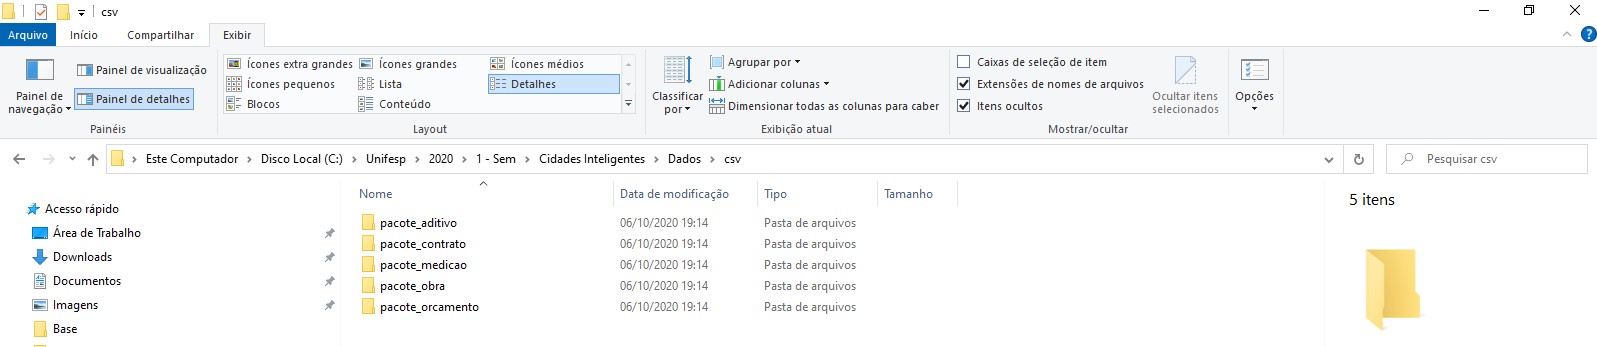 csv
Arquivo Início Compartilhar Exibir
Painel de navegação
Painel de visualização
Painel de detalhes
Painéis
Ícones extra grandes Ícones grandes Ícones médios
Ícones pequenos Lista Detalhes
Blocos Conteúdo
Layout
Classificar por
Agrupar por
Adicionar colunas
Dimensionar todas as colunas para caber
Exibição atual
Caixas de seleção de item
Extensões de nomes de arquivos
Itens ocultos
Ocultar itens selecionados
Mostrar/ocultar
Opções
Este Computador > Disco Local (C:) > Unifesp > 2020 > 1 - Sem > Cidades Inteligentes > Dados > csv
Pesquisar csv
Acesso rápido
Área de Trabalho
Downloads
Documentos
Imagens
Base
Nome Data de modificação Tipo Tamanho
pacote_aditivo 06/10/2020 19:14 Pasta de arquivos
pacote_contrato 06/10/2020 19:14 Pasta de arquivos
pacote_medicao 06/10/2020 19:14 Pasta de arquivos
pacote_obra 06/10/2020 19:14 Pasta de arquivos
pacote_orcamento 06/10/2020 19:14 Pasta de arquivos
5 itens